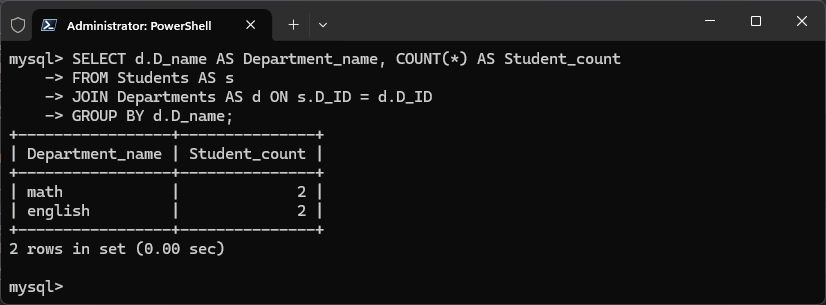 Administrator: PowerShell
mysql> SELECT d.D_name AS Department_name, COUNT(*) AS Student_count
    -> FROM Students AS s
    -> JOIN Departments AS d ON s.D_ID = d.D_ID
    -> GROUP BY d.D_name;
+-----------------+---------------+
| Department_name | Student_count |
+-----------------+---------------+
| math            |             2 |
| english         |             2 |
+-----------------+---------------+
2 rows in set (0.00 sec)
mysql>